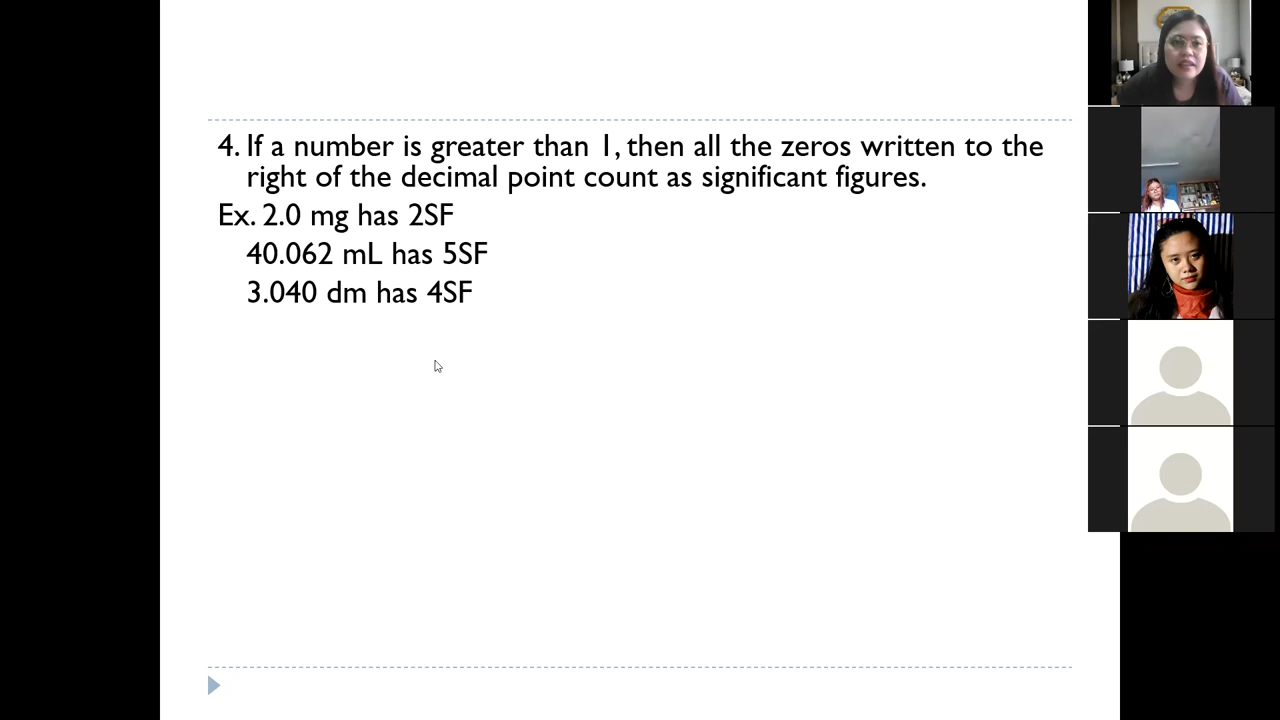 4. If a number is greater than 1, then all the zeros written to the
right of the decimal point count as significant figures.
Ex. 2.0 mg has 2SF
40.062 mL has 5SF
3.040 dm has 4SF